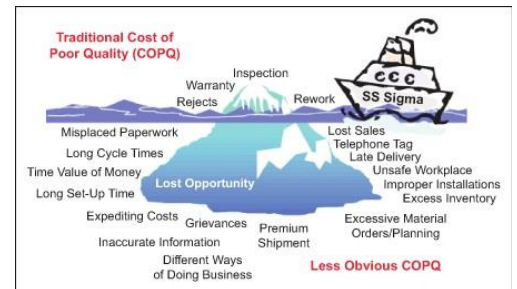 Traditional Cost of
Poor Quality (COPQ)
Inspection
Warranty
Rejects
Rework
SS Sigma
Misplaced Paperwork
Lost Sales
Telephone Tag
Long Cycle Times
Late Delivery
Time Value of Money
Lost Opportunity
Unsafe Workplace
Improper Installations
Long Set-Up Time
Excess Inventory
Expediting Costs
Grievances
Premium
Shipment
Excessive Material
Orders/Planning
Inaccurate Information
Different Ways
of Doing Business
Less Obvious COPQ